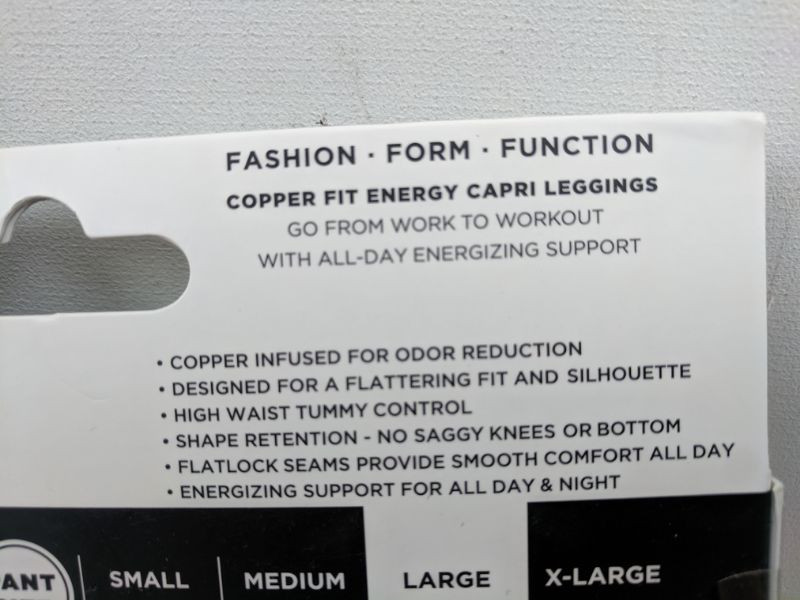 FASHION · FORM · FUNCTION
COPPER FIT ENERGY CAPRI LEGGINGS
GO FROM WORK TO WORKOUT
WITH ALL-DAY ENERGIZING SUPPORT
• COPPER INFUSED FOR ODOR REDUCTION
• DESIGNED FOR A FLATTERING FIT AND SILHOUETTE
• HIGH WAIST TUMMY CONTROL
• SHAPE RETENTION - NO SAGGY KNEES OR BOTTOM
• FLATLOCK SEAMS PROVIDE SMOOTH COMFORT ALL DAY
• ENERGIZING SUPPORT FOR ALL DAY & NIGHT
SMALL MEDIUM LARGE X-LARGE